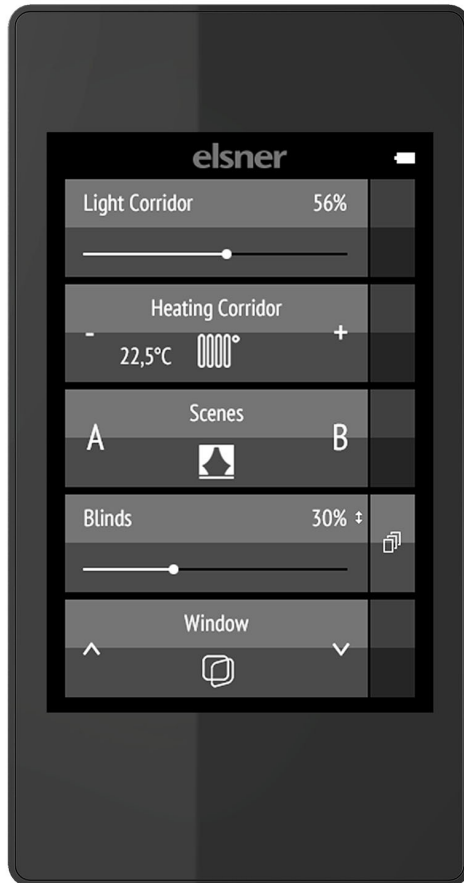 elsner
Light Corridor 56%
Heating Corridor
- +
22,5°C
Scenes
A B
Blinds 30%
Window